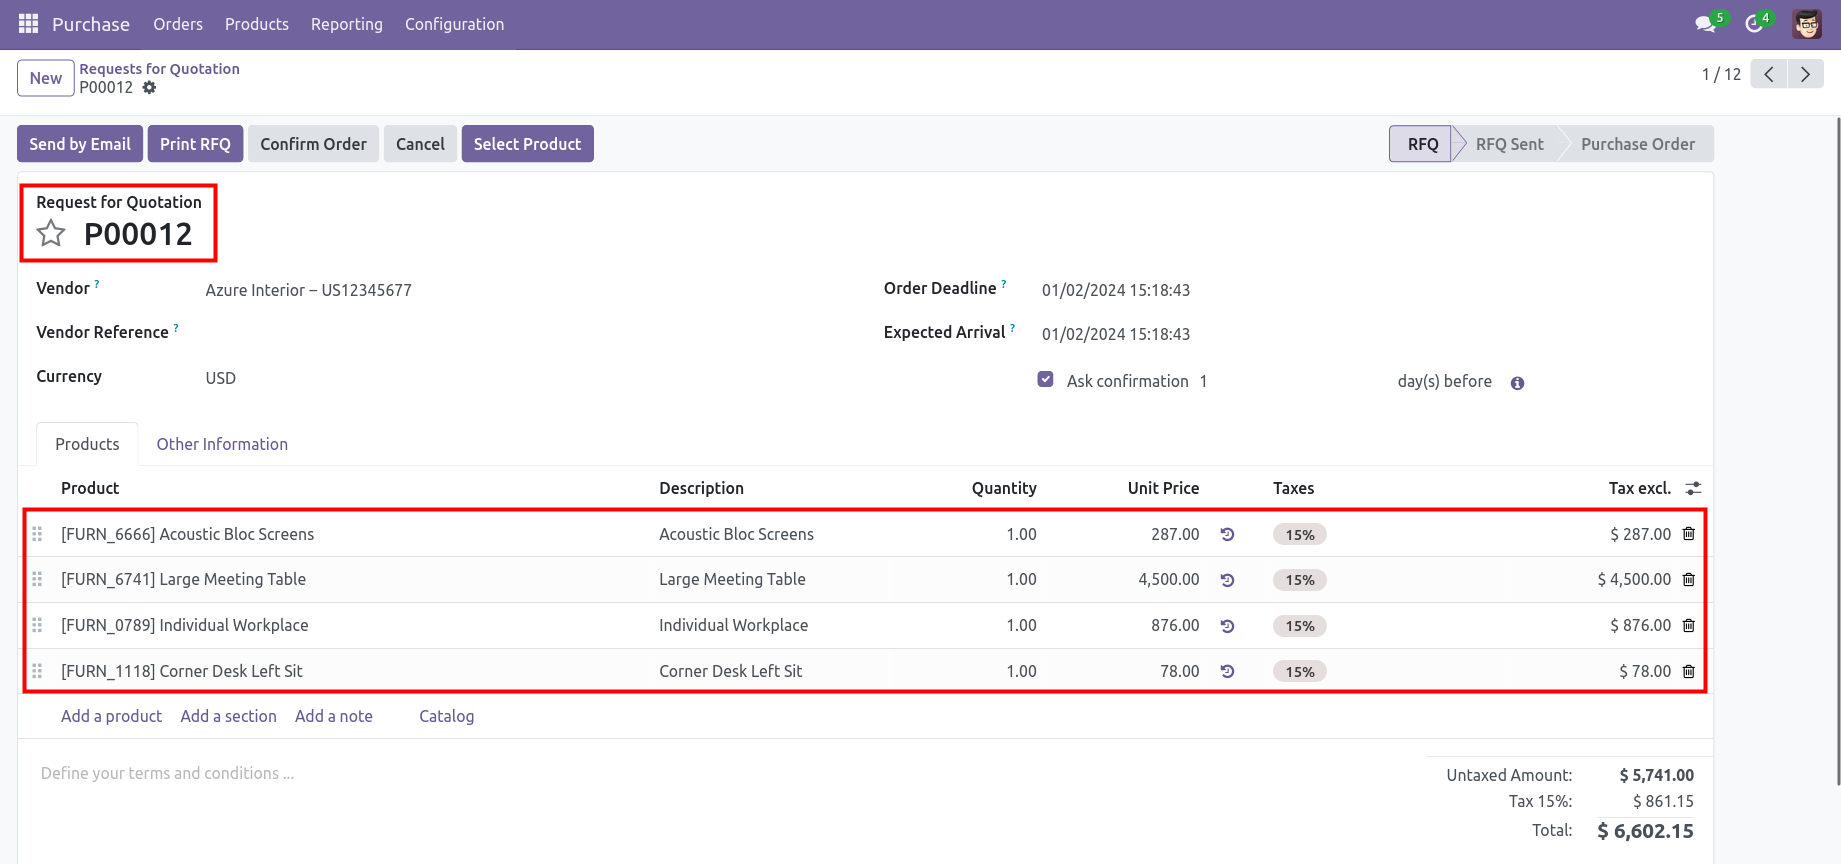 Purchase Orders Products Reporting Configuration 5 4
New Requests for Quotation
P00012
1 / 12
Send by Email Print RFQ Confirm Order Cancel Select Product RFQ RFQ Sent Purchase Order
Request for Quotation
P00012
Vendor ? Azure Interior – US12345677 Order Deadline ? 01/02/2024 15:18:43
Vendor Reference ? Expected Arrival ? 01/02/2024 15:18:43
Currency USD
Ask confirmation 1 day(s) before
Products Other Information
Product Description Quantity Unit Price Taxes Tax excl.
[FURN_6666] Acoustic Bloc Screens Acoustic Bloc Screens 1.00 287.00 15% $ 287.00
[FURN_6741] Large Meeting Table Large Meeting Table 1.00 4,500.00 15% $ 4,500.00
[FURN_0789] Individual Workplace Individual Workplace 1.00 876.00 15% $ 876.00
[FURN_1118] Corner Desk Left Sit Corner Desk Left Sit 1.00 78.00 15% $ 78.00
Add a product Add a section Add a note Catalog
Define your terms and conditions ...
Untaxed Amount: $ 5,741.00
Tax 15%: $ 861.15
Total: $ 6,602.15